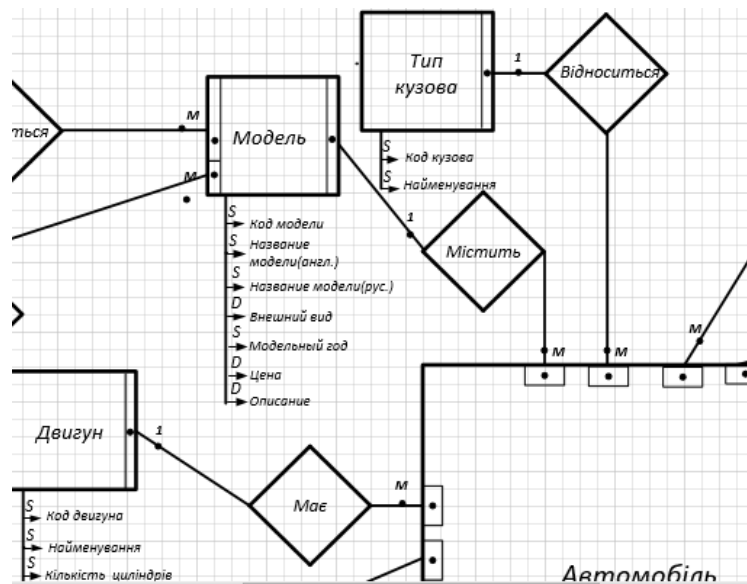 Тип
кузова
1
Відноситься
ться
М
Модель
М
S
Код кузова
S
Найменування
1
Містить
S
Код модели
S
Название
модели(англ.)
S
Название модели(рус.)
D
Внешний вид
S
Модельный год
D
Цена
D
Описание
М
М
М
Двигун
1
Має
М
S
Код двигуна
S
Найменування
S
Кількість циліндрів
Автомобіль